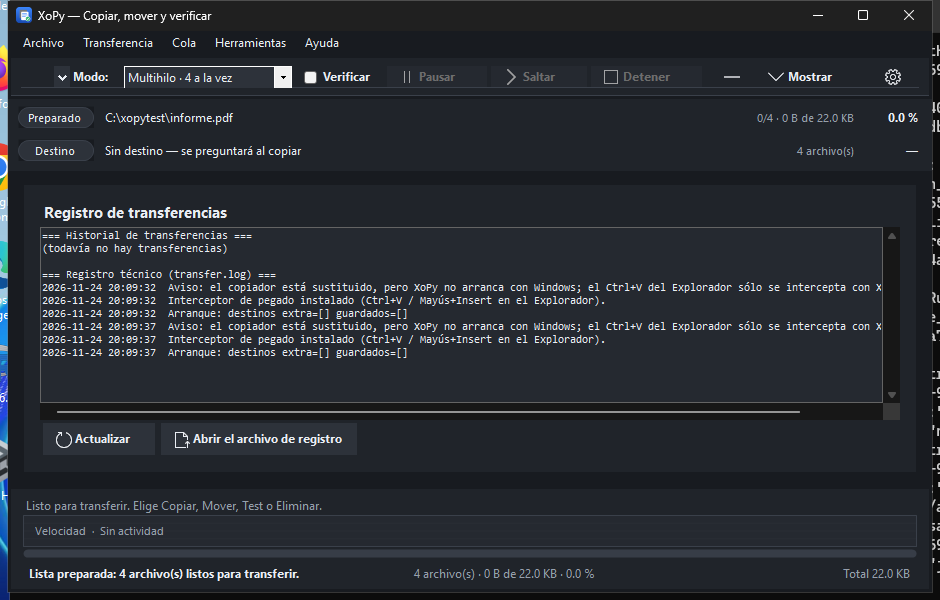 XoPy — Copiar, mover y verificar
Archivo Transferencia Cola Herramientas Ayuda
Modo: Multihilo · 4 a la vez Verificar Pausar Saltar Detener Mostrar
Preparado C:\xopytest\informe.pdf 0/4 · 0 B de 22.0 KB 0.0 %
Destino Sin destino — se preguntará al copiar 4 archivo(s) —
Registro de transferencias
=== Historial de transferencias ===
(todavía no hay transferencias)
=== Registro técnico (transfer.log) ===
2026-11-24 20:09:32 Aviso: el copiador está sustituido, pero XoPy no arranca con Windows; el Ctrl+V del Explorador sólo se intercepta con X
2026-11-24 20:09:32 Interceptor de pegado instalado (Ctrl+V / Mayús+Insert en el Explorador).
2026-11-24 20:09:32 Arranque: destinos extra=[] guardados=[]
2026-11-24 20:09:37 Aviso: el copiador está sustituido, pero XoPy no arranca con Windows; el Ctrl+V del Explorador sólo se intercepta con X
2026-11-24 20:09:37 Interceptor de pegado instalado (Ctrl+V / Mayús+Insert en el Explorador).
2026-11-24 20:09:37 Arranque: destinos extra=[] guardados=[]
Actualizar Abrir el archivo de registro
Listo para transferir. Elige Copiar, Mover, Test o Eliminar.
Velocidad · Sin actividad
Lista preparada: 4 archivo(s) listos para transferir. 4 archivo(s) · 0 B de 22.0 KB · 0.0 % Total 22.0 KB